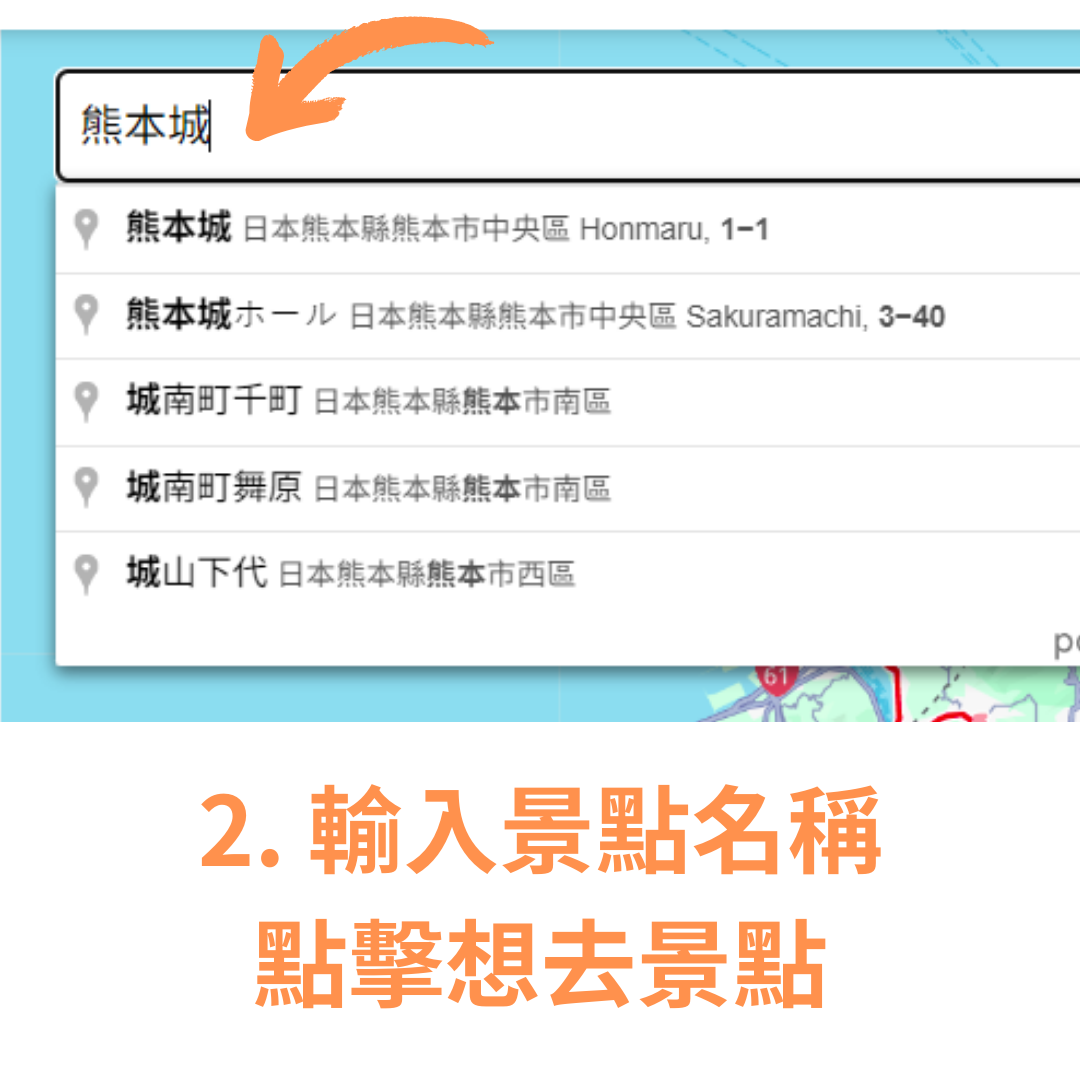 熊本城
熊本城 日本熊本縣熊本市中央區 Honmaru, 1−1
熊本城ホール 日本熊本縣熊本市中央區 Sakuramachi, 3−40
城南町千町 日本熊本縣熊本市南區
城南町舞原 日本熊本縣熊本市南區
城山下代 日本熊本縣熊本市西區
61
2. 輸入景點名稱
點擊想去景點